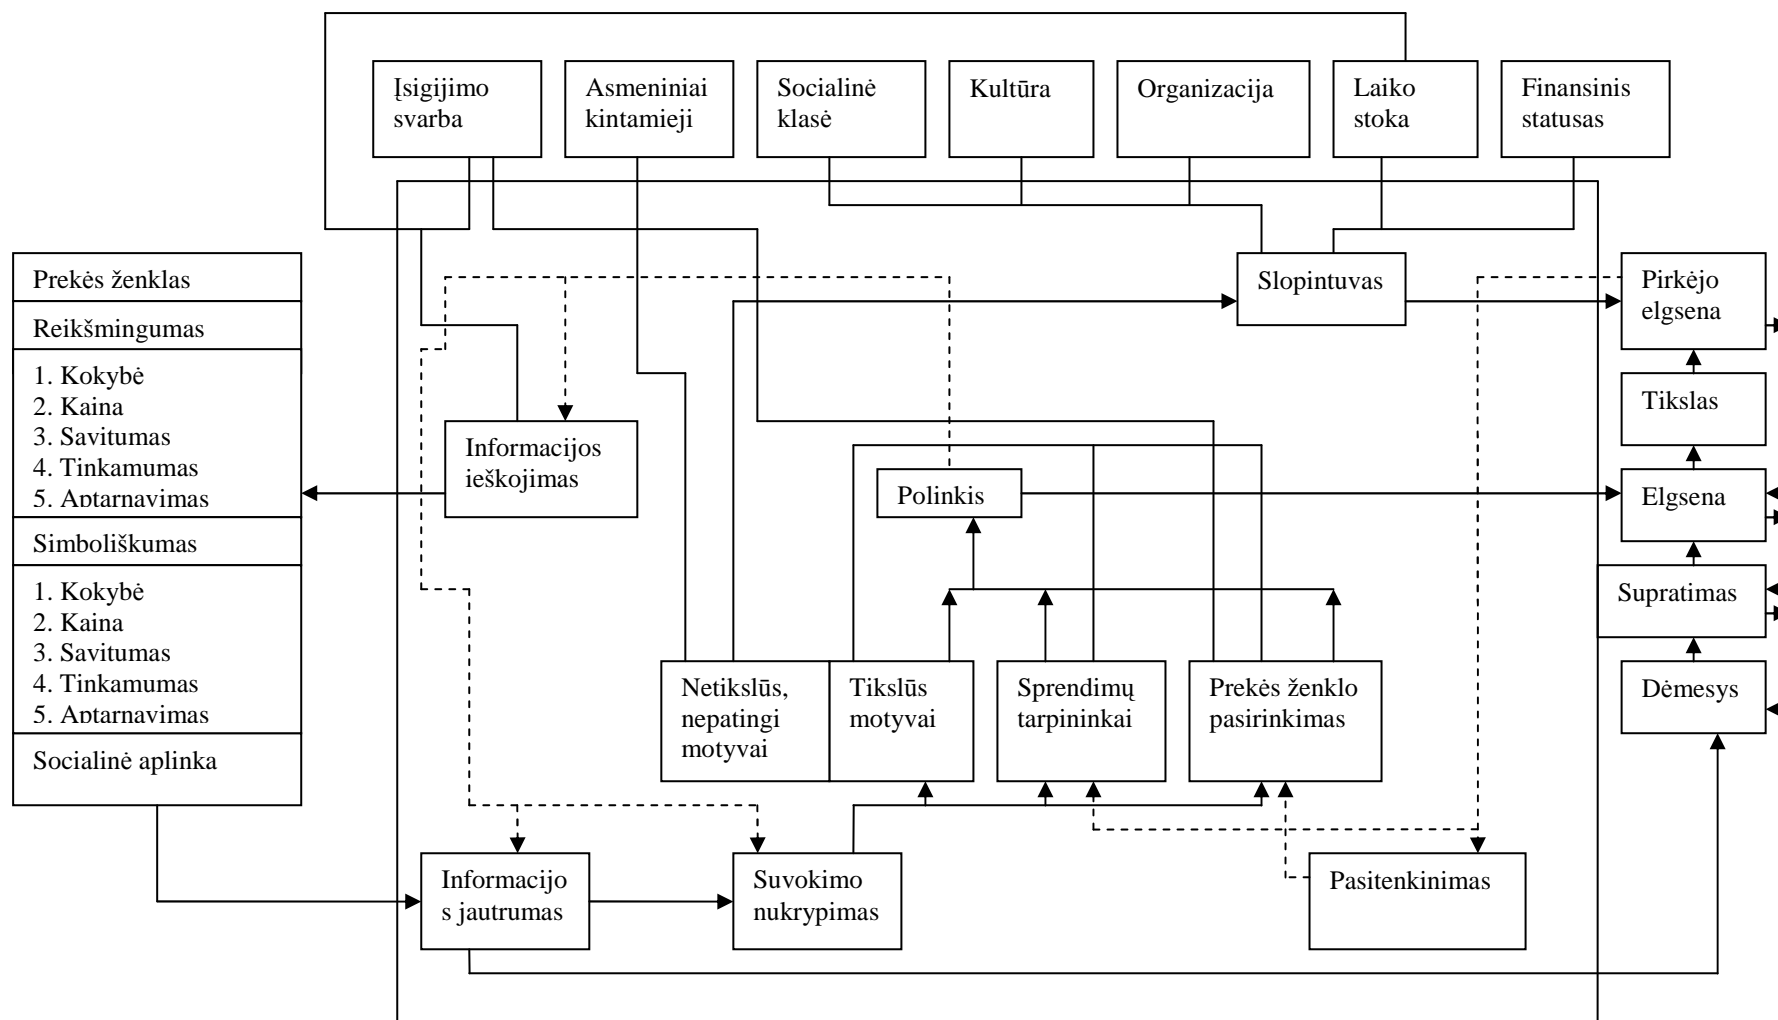 Įsigijimo
svarba
Asmeniniai
kintamieji
Socialinė
klasė
Kultūra
Organizacija
Laiko
stoka
Finansinis
statusas
Prekės ženklas
Reikšmingumas
1. Kokybė
2. Kaina
3. Savitumas
4. Tinkamumas
5. Aptarnavimas
Simboliškumas
1. Kokybė
2. Kaina
3. Savitumas
4. Tinkamumas
5. Aptarnavimas
Socialinė aplinka
Slopintuvas
Pirkėjo
elgsena
Tikslas
Informacijos
ieškojimas
Polinkis
Elgsena
Supratimas
Netikslūs,
nepatingi
motyvai
Tikslūs
motyvai
Sprendimų
tarpininkai
Prekės ženklo
pasirinkimas
Dėmesys
Informacijo
s jautrumas
Suvokimo
nukrypimas
Pasitenkinimas